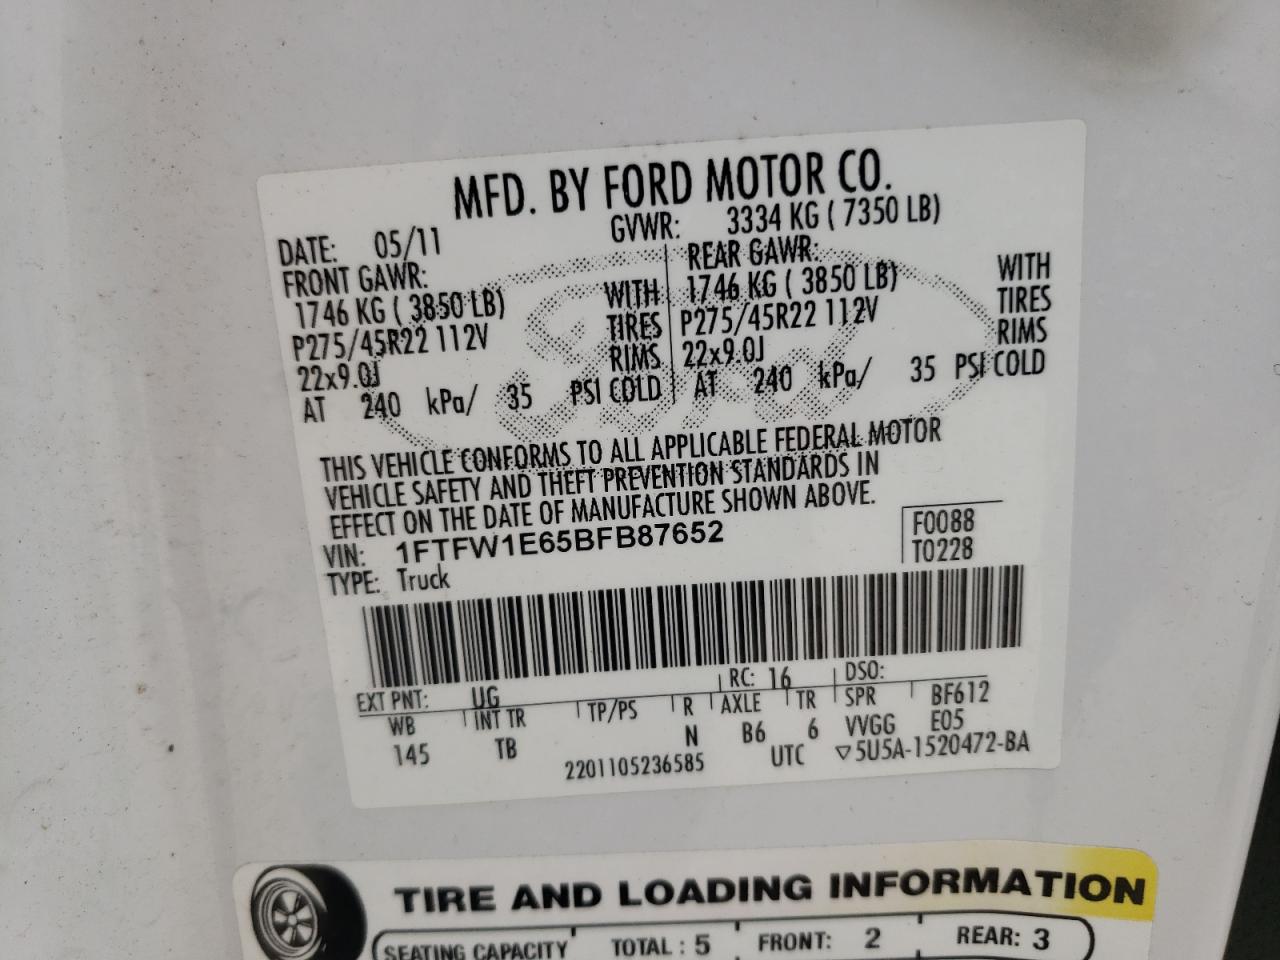 MFD. BY FORD MOTOR CO.
DATE: 05/11 GVWR: 3334 KG ( 7350 LB)
FRONT GAWR: REAR GAWR:
1746 KG ( 3850 LB) WITH 1746 KG ( 3850 LB) WITH
P275/45R22 112V TIRES P275/45R22 112V TIRES
22x9.0J RIMS 22x9.0J RIMS
AT 240 kPa/ 35 PSI COLD AT 240 kPa/ 35 PSI COLD
THIS VEHICLE CONFORMS TO ALL APPLICABLE FEDERAL MOTOR
VEHICLE SAFETY AND THEFT PREVENTION STANDARDS IN
EFFECT ON THE DATE OF MANUFACTURE SHOWN ABOVE.
VIN: 1FTFW1E65BFB87652 F0088
TYPE: Truck T0228
EXT PNT: UG RC: 16 DSO:
WB INT TR TP/PS R AXLE TR SPR BF612
145 TB N B6 6 VVGG E05
2201105236585 UTC ▽5U5A-1520472-BA
TIRE AND LOADING INFORMATION
SEATING CAPACITY TOTAL : 5 FRONT: 2 REAR: 3